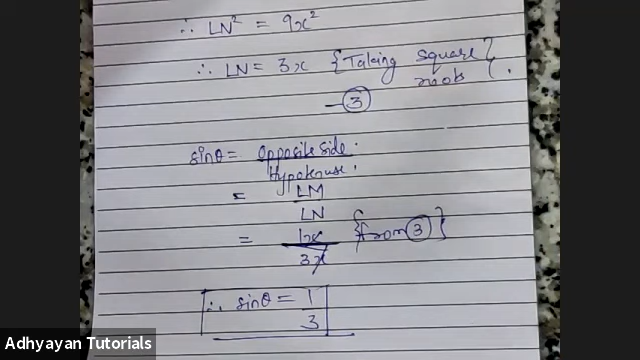 ∴ LN² = 9x²
∴ LN = 3x {Taking square roots}.
— ③
sinθ = Opposite side.
Hypotenuse.
= LM
LN
= 1x {from ③}
3x
∴ sinθ = 1
3
Adhyayan Tutorials